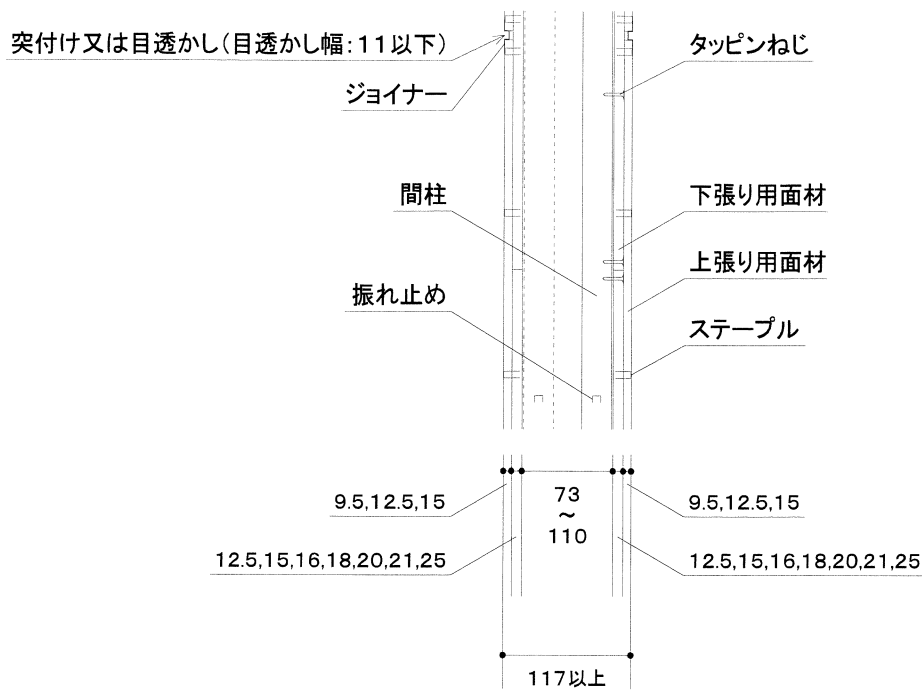 突付け又は目透かし(目透かし幅:11以下)
タッピンねじ
ジョイナー
間柱
下張り用面材
上張り用面材
振れ止め
ステープル
9.5,12.5,15
73
～
110
9.5,12.5,15
12.5,15,16,18,20,21,25
12.5,15,16,18,20,21,25
117以上